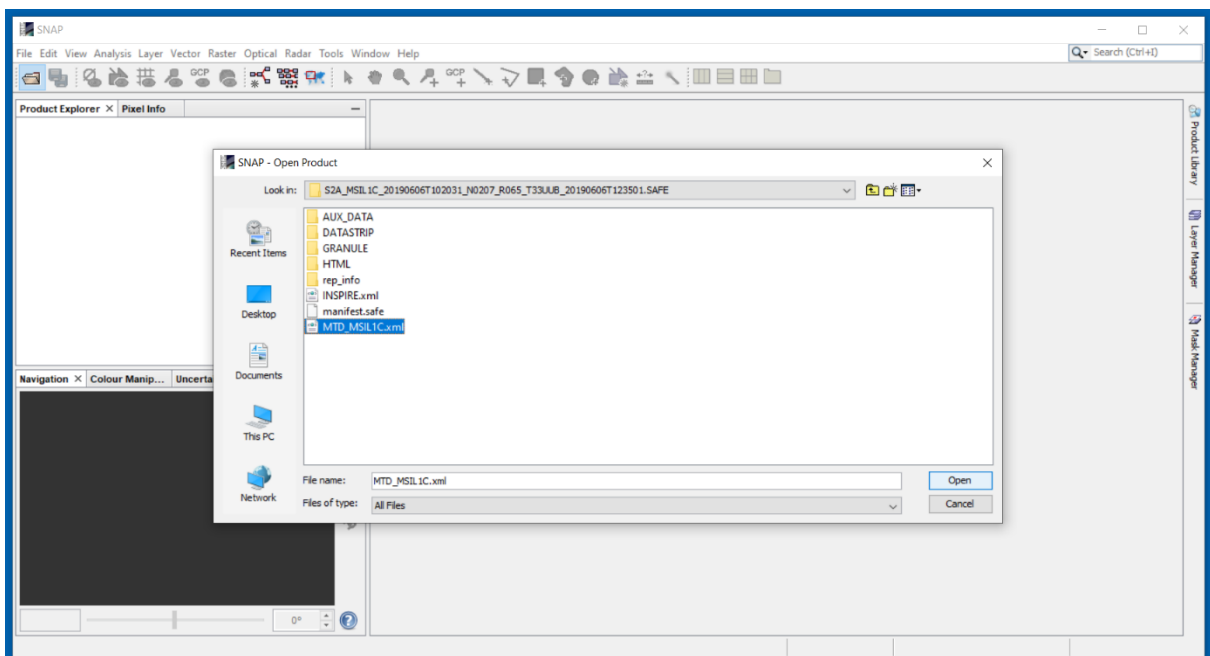 SNAP
File Edit View Analysis Layer Vector Raster Optical Radar Tools Window Help
Search (Ctrl+I)
GCP
GCP
Product Explorer Pixel Info
SNAP - Open Product
Look in: S2A_MSIL1C_20190606T102031_N0207_R065_T33UUB_20190606T123501.SAFE
Recent Items
Desktop
Documents
This PC
Network
AUX_DATA
DATASTRIP
GRANULE
HTML
rep_info
INSPIRE.xml
manifest.safe
MTD_MSIL1C.xml
File name: MTD_MSIL1C.xml
Open
Files of type: All Files
Cancel
Navigation Colour Manip... Uncerta
0°
Product Library
Layer Manager
Mask Manager